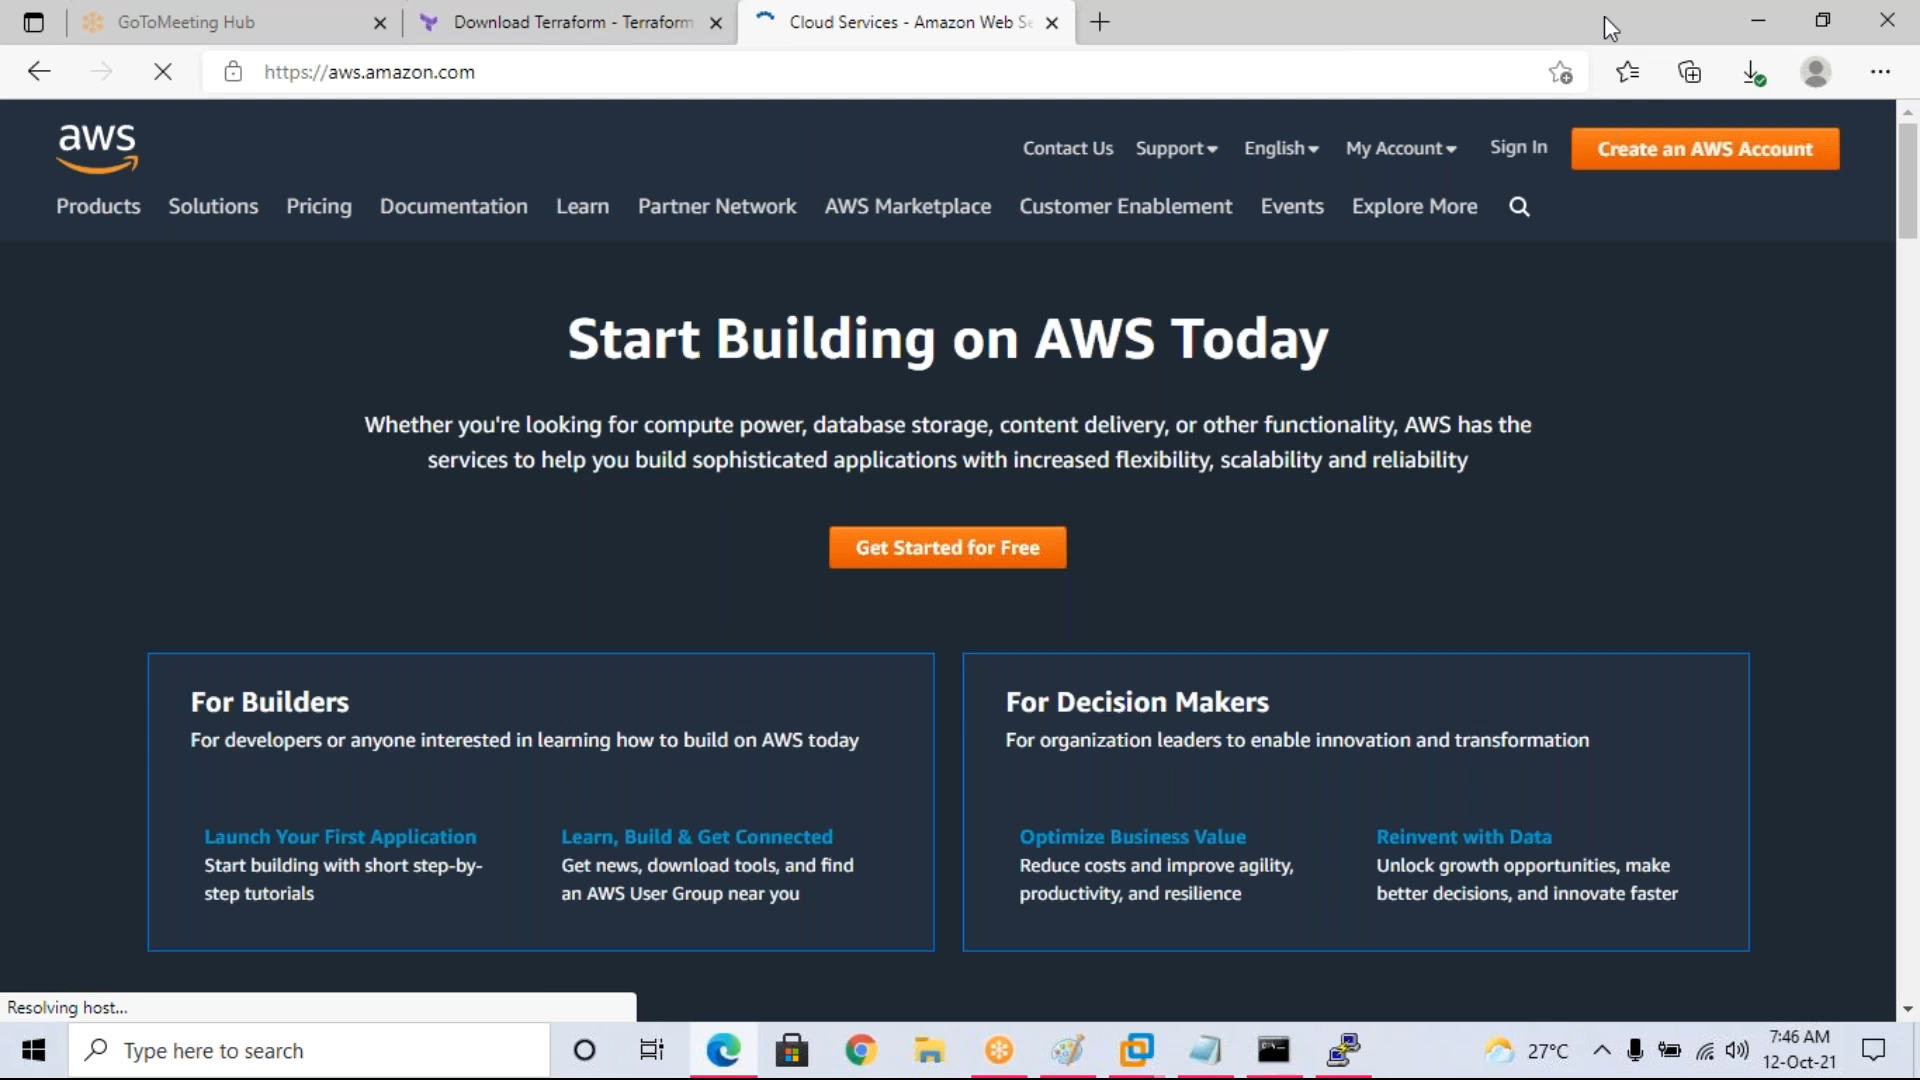 GoToMeeting Hub
Download Terraform - Terraform
Cloud Services - Amazon Web Se
https://aws.amazon.com
aws
Contact Us Support English My Account Sign In Create an AWS Account
Products Solutions Pricing Documentation Learn Partner Network AWS Marketplace Customer Enablement Events Explore More
Start Building on AWS Today
Whether you're looking for compute power, database storage, content delivery, or other functionality, AWS has the
services to help you build sophisticated applications with increased flexibility, scalability and reliability
Get Started for Free
For Builders
For developers or anyone interested in learning how to build on AWS today
Launch Your First Application
Start building with short step-by-
step tutorials
Learn, Build & Get Connected
Get news, download tools, and find
an AWS User Group near you
For Decision Makers
For organization leaders to enable innovation and transformation
Optimize Business Value
Reduce costs and improve agility,
productivity, and resilience
Reinvent with Data
Unlock growth opportunities, make
better decisions, and innovate faster
Resolving host...
Type here to search
27°C
7:46 AM
12-Oct-21